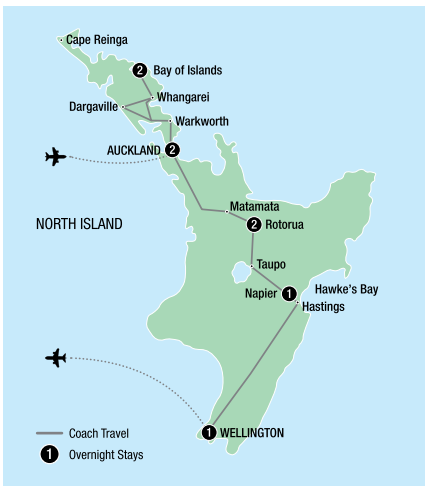 Cape Reinga
2 Bay of Islands
Whangarei
Dargaville
Warkworth
AUCKLAND 2
Matamata
NORTH ISLAND
2 Rotorua
Taupo
Napier 1 Hawke's Bay
Hastings
1 WELLINGTON
Coach Travel
1 Overnight Stays